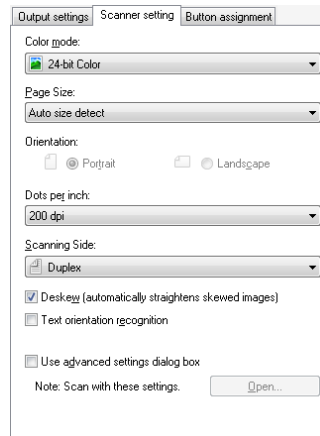 Output settings Scanner setting Button assignment
Color mode:
24-bit Color
Page Size:
Auto size detect
Orientation:
Portrait Landscape
Dots per inch:
200 dpi
Scanning Side:
Duplex
Deskew (automatically straightens skewed images)
Text orientation recognition
Use advanced settings dialog box
Note: Scan with these settings. Open...